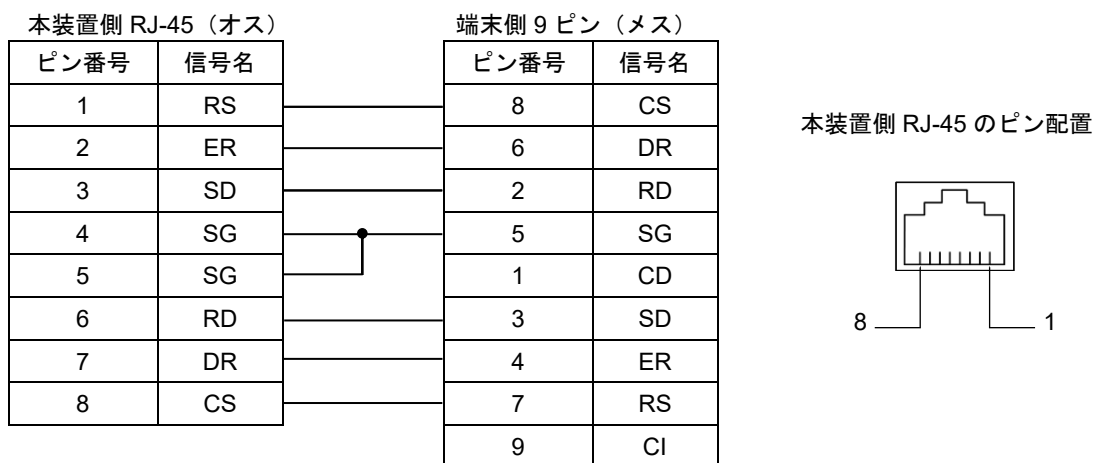 本装置側 RJ-45（オス） 端末側 9 ピン（メス）
ピン番号 信号名 ピン番号 信号名
1 RS 8 CS
2 ER 6 DR
3 SD 2 RD
4 SG 5 SG
5 SG 1 CD
6 RD 3 SD
7 DR 4 ER
8 CS 7 RS
9 CI
本装置側 RJ-45 のピン配置
8 1